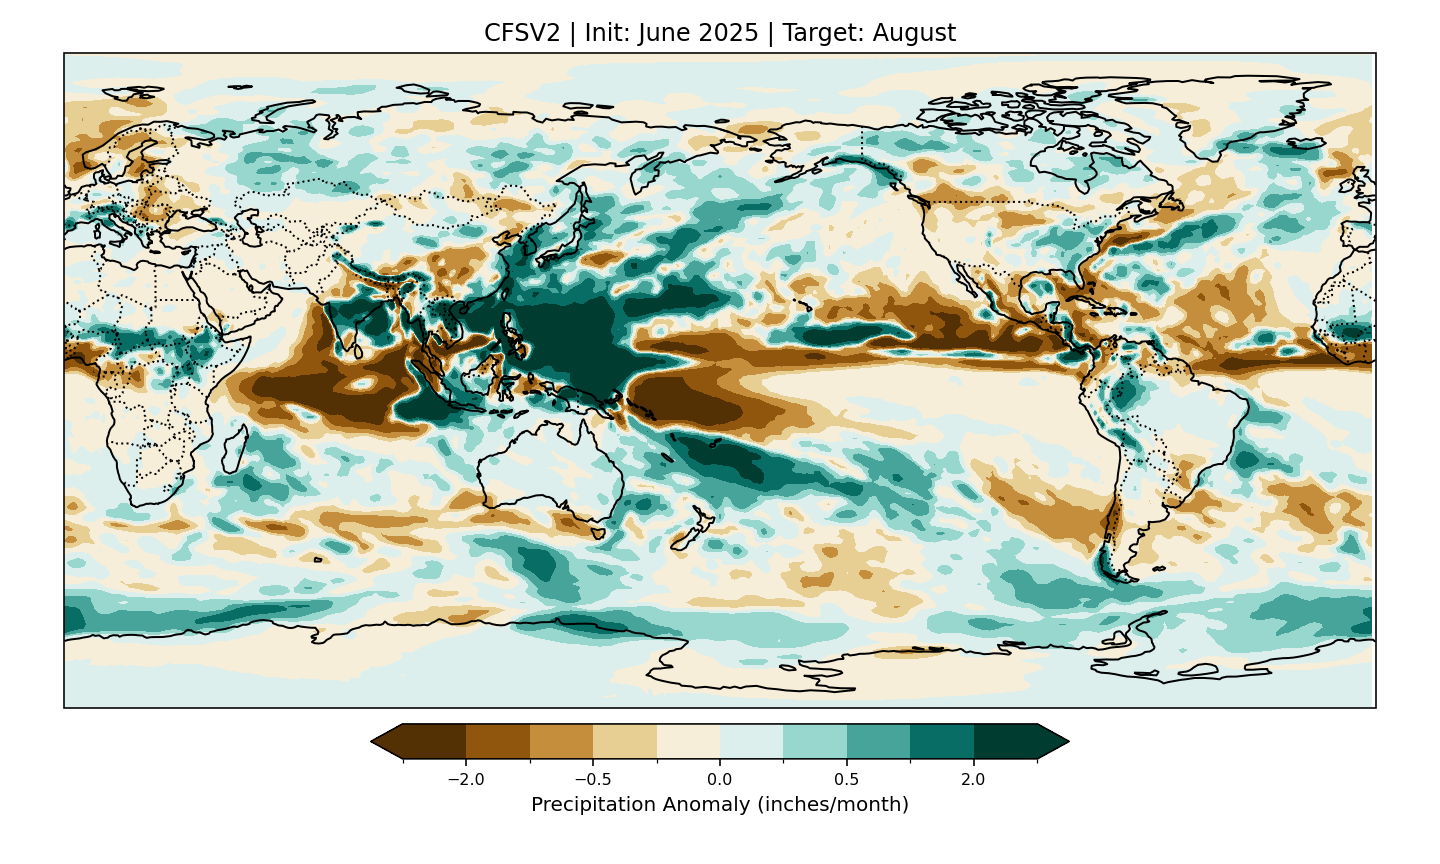 CFSV2 | Init: June 2025 | Target: August
−2.0 −0.5 0.0 0.5 2.0
Precipitation Anomaly (inches/month)